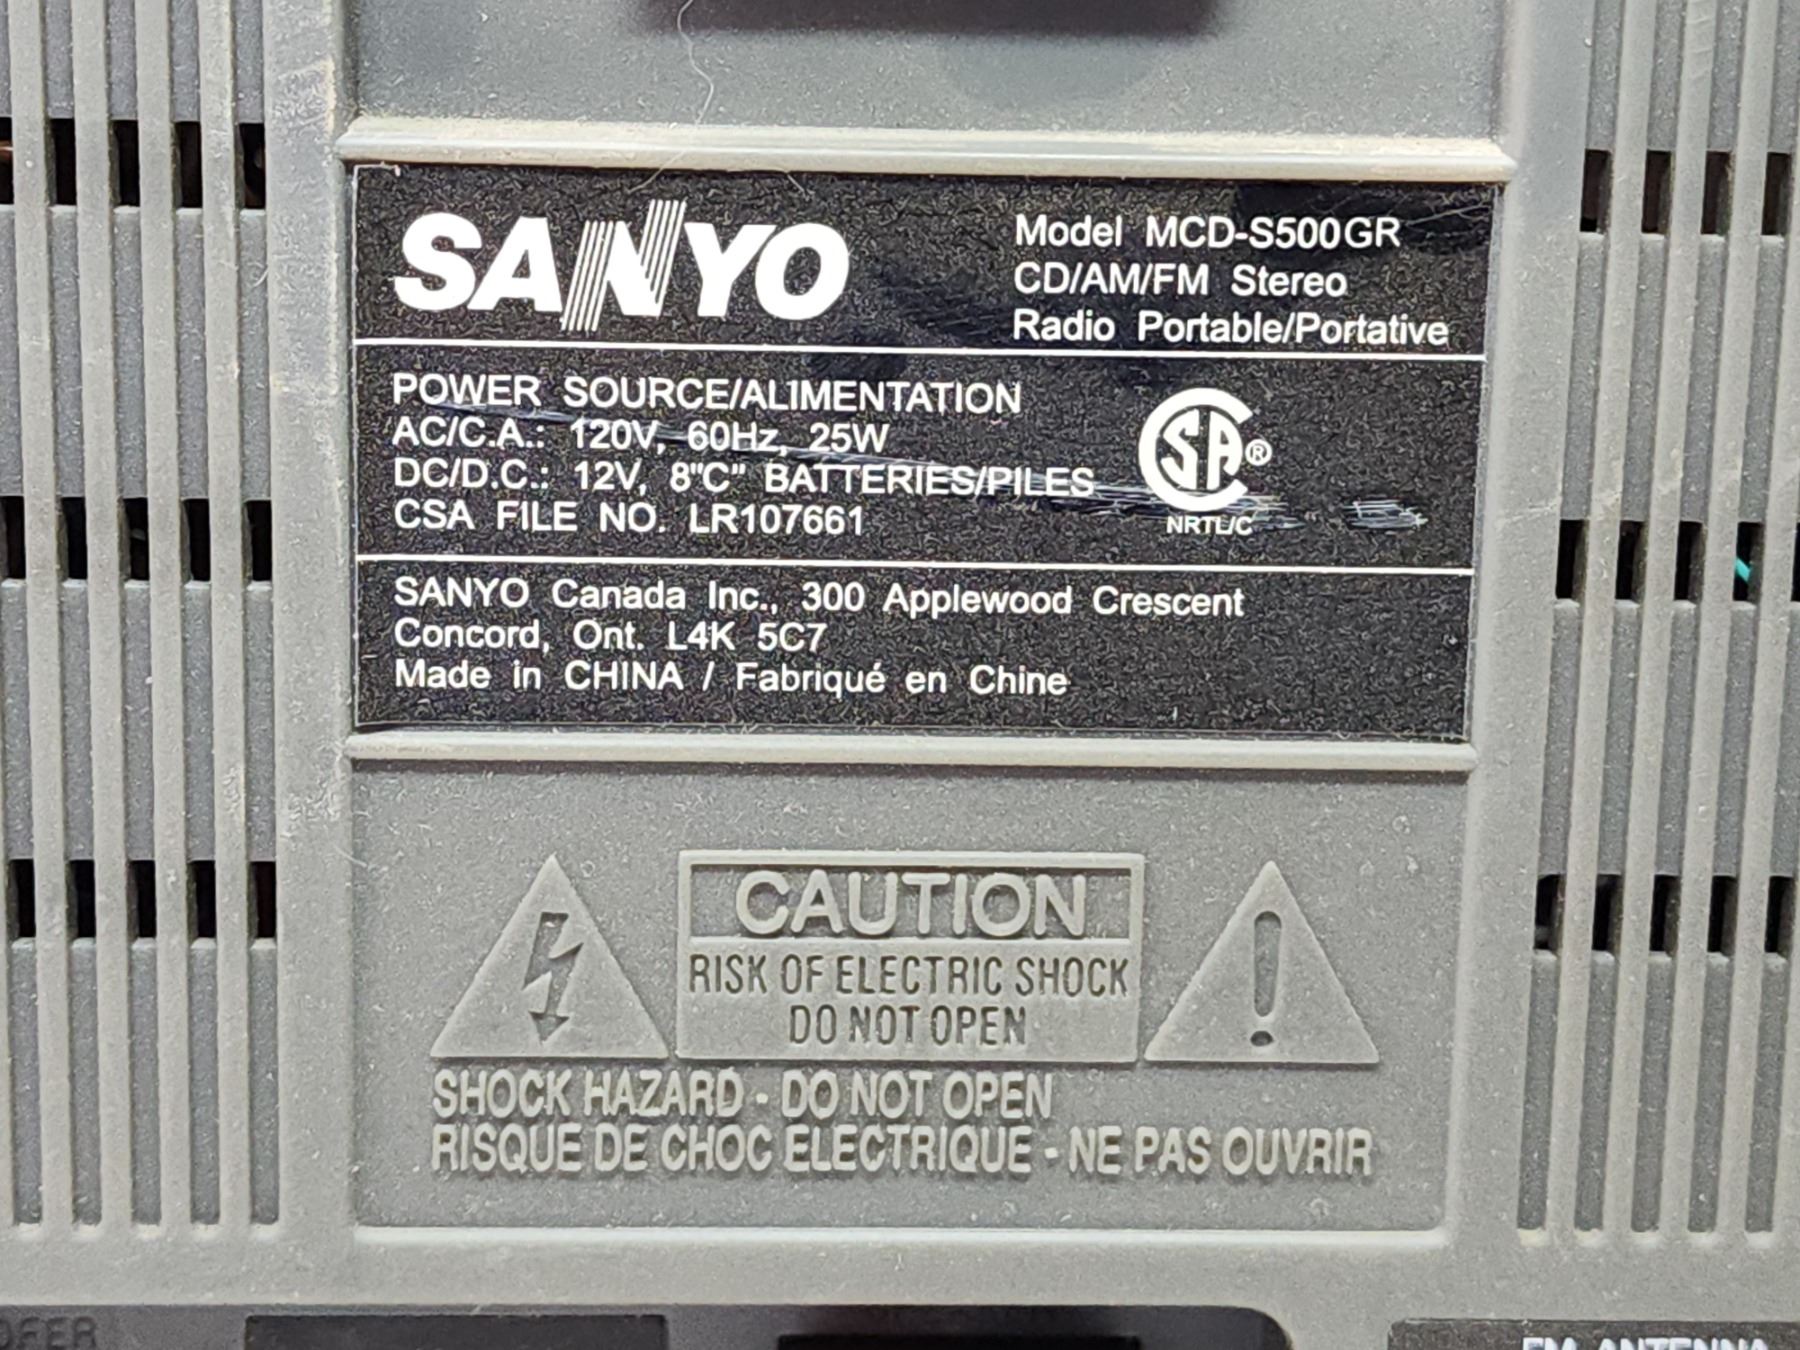 SANYO
Model MCD-S500GR
CD/AM/FM Stereo
Radio Portable/Portative
POWER SOURCE/ALIMENTATION
AC/C.A.: 120V, 60Hz, 25W
DC/D.C.: 12V, 8"C" BATTERIES/PILES
CSA FILE NO. LR107661
SA®
NRTL/C
SANYO Canada Inc., 300 Applewood Crescent
Concord, Ont. L4K 5C7
Made in CHINA / Fabriqué en Chine
CAUTION
RISK OF ELECTRIC SHOCK
DO NOT OPEN
SHOCK HAZARD - DO NOT OPEN
RISQUE DE CHOC ELECTRIQUE - NE PAS OUVRIR
FM ANTENNA